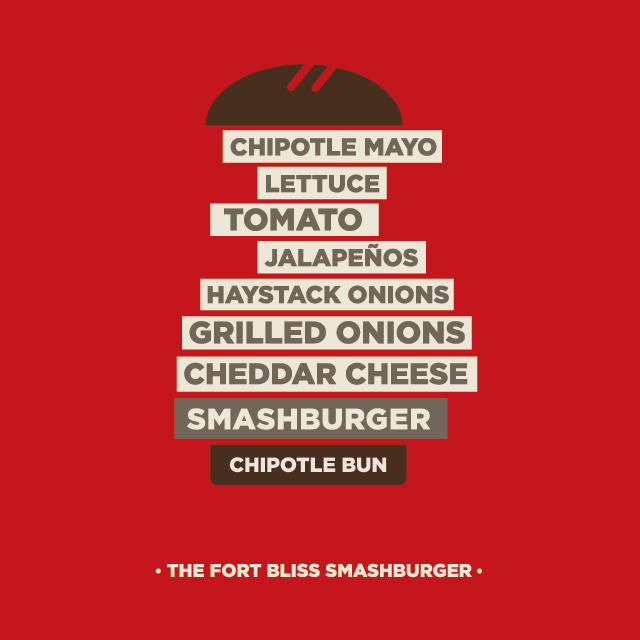 CHIPOTLE MAYO
LETTUCE
TOMATO
JALAPEÑOS
HAYSTACK ONIONS
GRILLED ONIONS
CHEDDAR CHEESE
SMASHBURGER
CHIPOTLE BUN
• THE FORT BLISS SMASHBURGER •